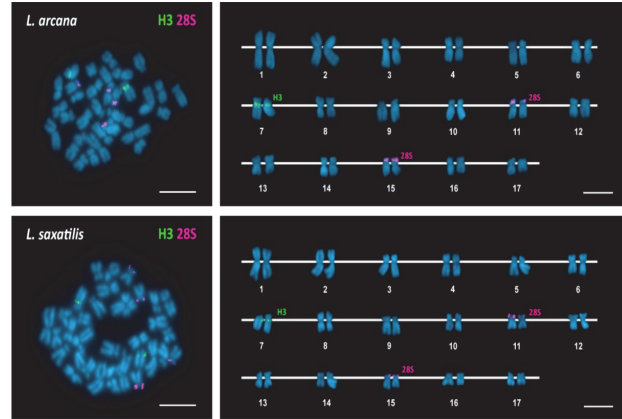 L. arcana H3 28S
1 2 3 4 5 6
H3 28S
7 8 9 10 11 12
28S
13 14 15 16 17
L. saxatilis H3 28S
1 2 3 4 5 6
H3 28S
7 8 9 10 11 12
28S
13 14 15 16 17